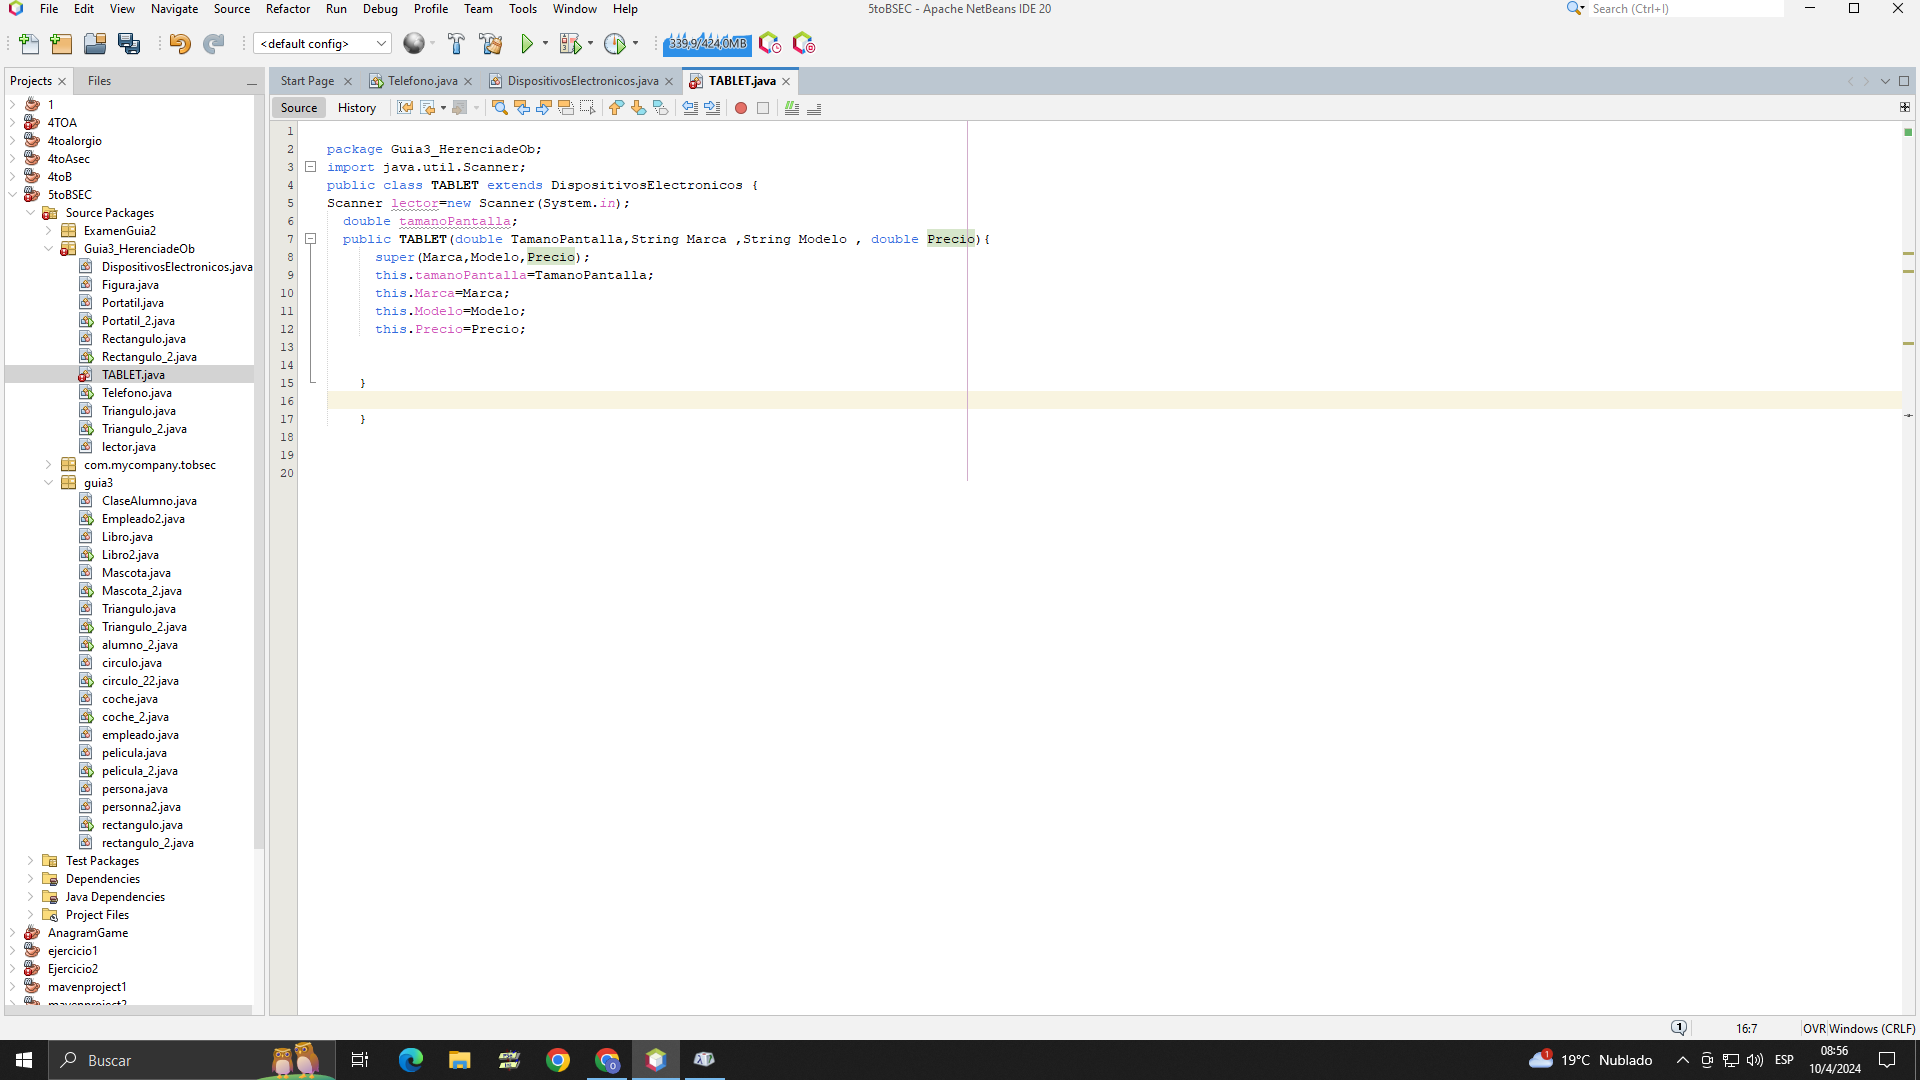 File Edit View Navigate Source Refactor Run Debug Profile Team Tools Window Help
5toBSEC - Apache NetBeans IDE 20
Search (Ctrl+I)
<default config>
339,9/424,0MB
Projects
Files
Start Page
Telefono.java
DispositivosElectronicos.java
TABLET.java
Source
History
1
4TOA
4toalorgio
4toAsec
4toB
5toBSEC
Source Packages
ExamenGuia2
Guia3_HerenciadeOb
DispositivosElectronicos.java
Figura.java
Portatil.java
Portatil_2.java
Rectangulo.java
Rectangulo_2.java
TABLET.java
Telefono.java
Triangulo.java
Triangulo_2.java
lector.java
com.mycompany.tobsec
guia3
ClaseAlumno.java
Empleado2.java
Libro.java
Libro2.java
Mascota.java
Mascota_2.java
Triangulo.java
Triangulo_2.java
alumno_2.java
circulo.java
circulo_22.java
coche.java
coche_2.java
empleado.java
pelicula.java
pelicula_2.java
persona.java
personna2.java
rectangulo.java
rectangulo_2.java
Test Packages
Dependencies
Java Dependencies
Project Files
AnagramGame
ejercicio1
Ejercicio2
mavenproject1
mavenproject2
1
2 package Guia3_HerenciadeOb;
3 import java.util.Scanner;
4 public class TABLET extends DispositivosElectronicos {
5 Scanner lector=new Scanner(System.in);
6 double tamanoPantalla;
7 public TABLET(double TamanoPantalla,String Marca ,String Modelo , double Precio){
8 super(Marca,Modelo,Precio);
9 this.tamanoPantalla=TamanoPantalla;
10 this.Marca=Marca;
11 this.Modelo=Modelo;
12 this.Precio=Precio;
13
14
15 }
16
17 }
18
19
20
1
16:7
OVR
Windows (CRLF)
Buscar
1
19°C Nublado
ESP
08:56
10/4/2024